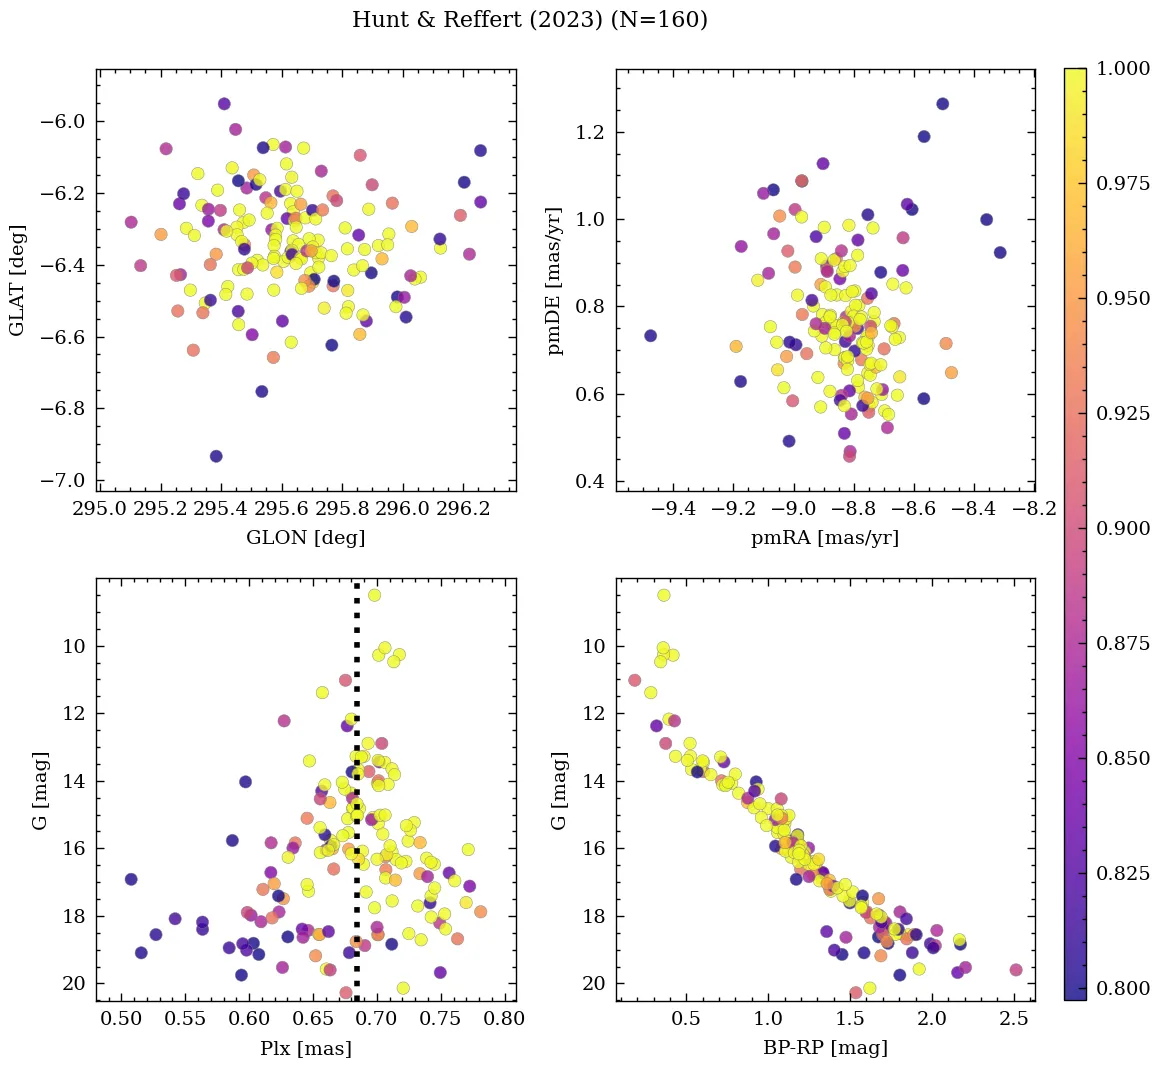 Hunt & Reffert (2023) (N=160)
−6.0
−6.2
−6.4
−6.6
−6.8
−7.0
GLAT [deg]
295.0 295.2 295.4 295.6 295.8 296.0 296.2
GLON [deg]
1.2
1.0
0.8
0.6
0.4
pmDE [mas/yr]
−9.4 −9.2 −9.0 −8.8 −8.6 −8.4 −8.2
pmRA [mas/yr]
1.000
0.975
0.950
0.925
0.900
0.875
0.850
0.825
0.800
10
12
14
16
18
20
G [mag]
0.50 0.55 0.60 0.65 0.70 0.75 0.80
Plx [mas]
10
12
14
16
18
20
G [mag]
0.5 1.0 1.5 2.0 2.5
BP-RP [mag]